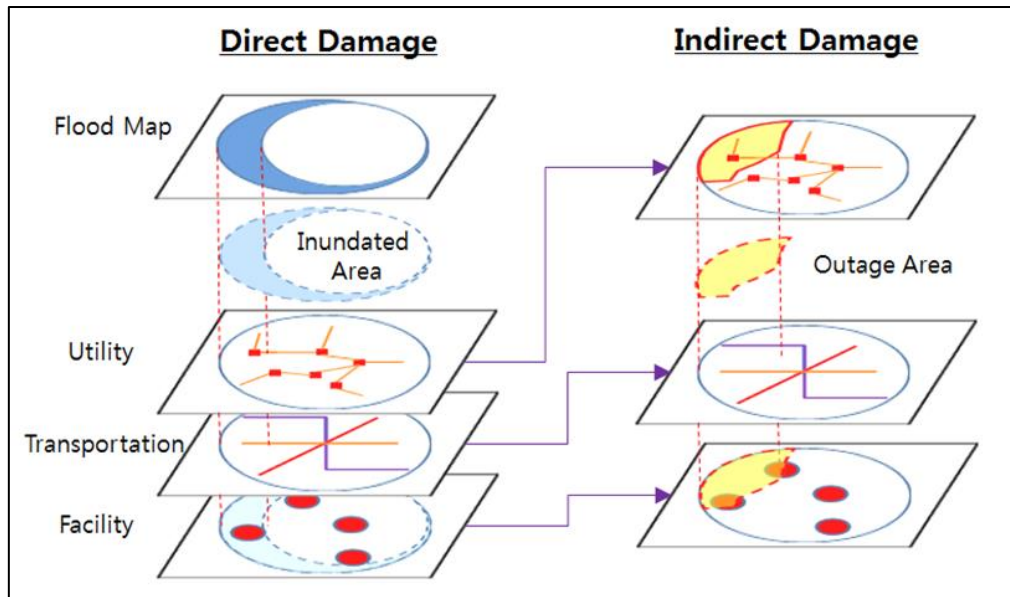 Direct Damage
Indirect Damage
Flood Map
Inundated
Area
Outage Area
Utility
Transportation
Facility